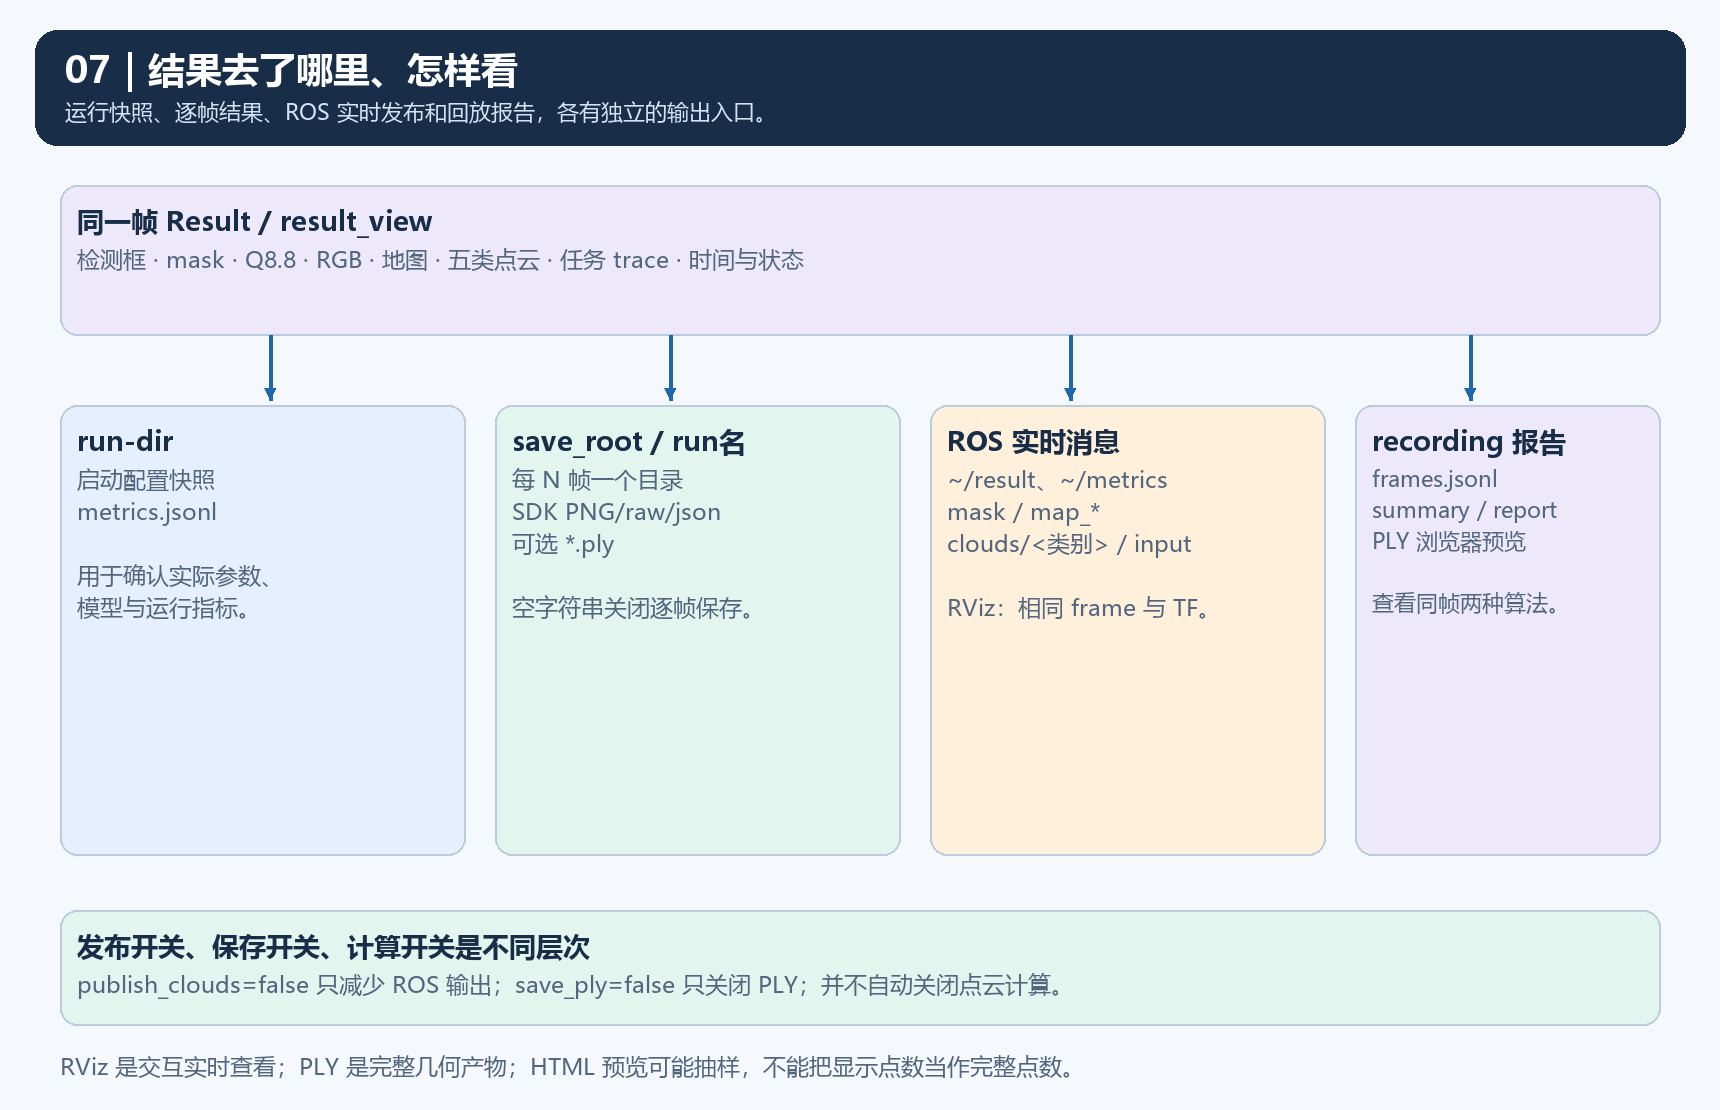 07｜结果去了哪里、怎样看
运行快照、逐帧结果、ROS 实时发布和回放报告，各有独立的输出入口。
同一帧 Result / result_view
检测框 · mask · Q8.8 · RGB · 地图 · 五类点云 · 任务 trace · 时间与状态
run-dir
启动配置快照
metrics.jsonl
用于确认实际参数、
模型与运行指标。
save_root / run名
每 N 帧一个目录
SDK PNG/raw/json
可选 *.ply
空字符串关闭逐帧保存。
ROS 实时消息
~/result、~/metrics
mask / map_*
clouds/<类别> / input
RViz：相同 frame 与 TF。
recording 报告
frames.jsonl
summary / report
PLY 浏览器预览
查看同帧两种算法。
发布开关、保存开关、计算开关是不同层次
publish_clouds=false 只减少 ROS 输出；save_ply=false 只关闭 PLY；并不自动关闭点云计算。
RViz 是交互实时查看；PLY 是完整几何产物；HTML 预览可能抽样，不能把显示点数当作完整点数。